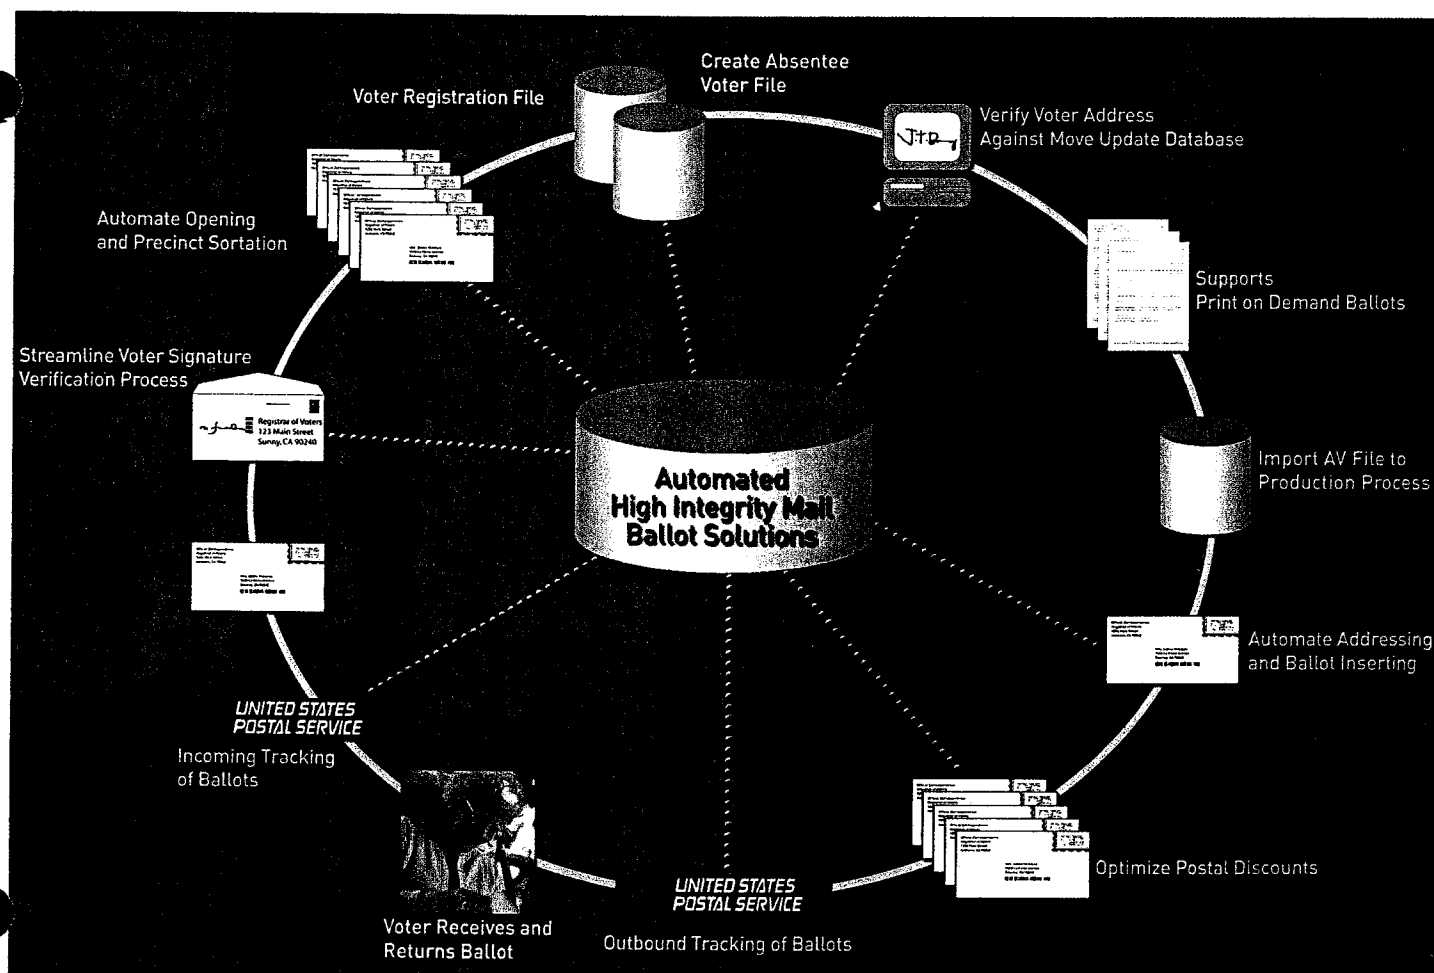 Create Absentee
Voter File
Voter Registration File
Verify Voter Address
Against Move Update Database
Automate Opening
and Precinct Sortation
Supports
Print on Demand Ballots
Streamline Voter Signature
Verification Process
Registrar of Voters
123 Main Street
Sunny, CA 90240
Import AV File to
Production Process
Automated
High Integrity Mail
Ballot Solutions
Automate Addressing
and Ballot Inserting
UNITED STATES
POSTAL SERVICE
Incoming Tracking
of Ballots
Optimize Postal Discounts
UNITED STATES
POSTAL SERVICE
Voter Receives and
Returns Ballot
Outbound Tracking of Ballots